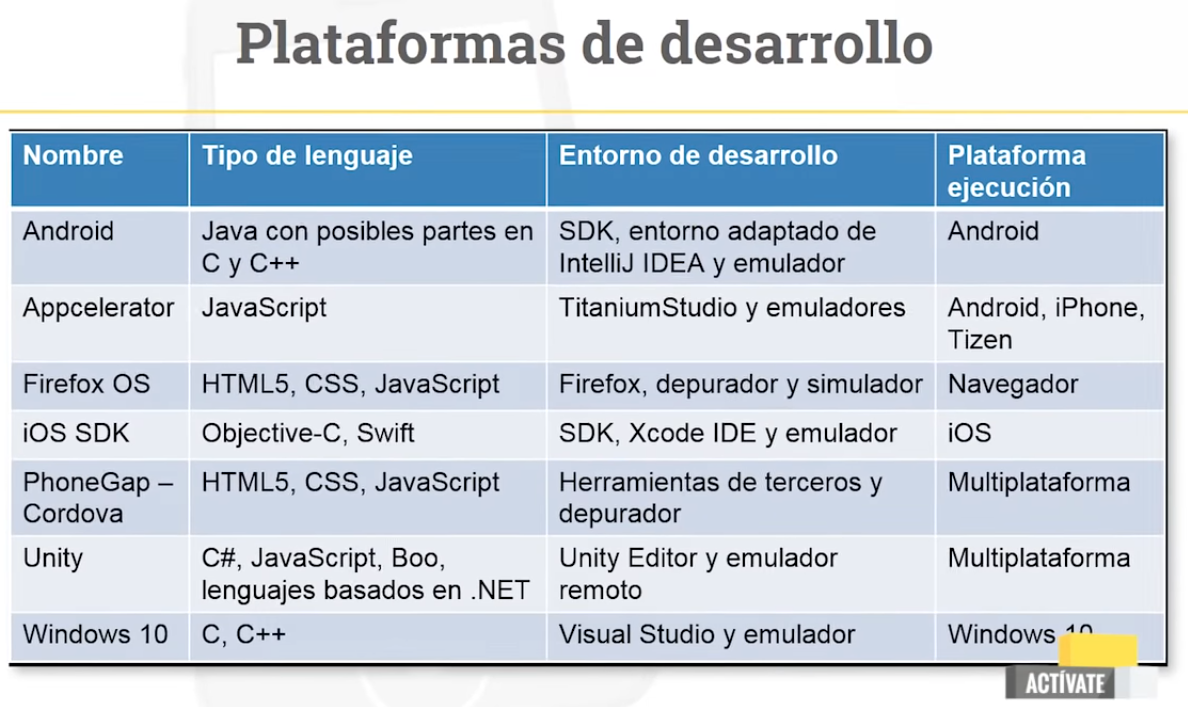 Plataformas de desarrollo
Nombre Tipo de lenguaje Entorno de desarrollo Plataforma
ejecución
Android Java con posibles partes en SDK, entorno adaptado de Android
C y C++ IntelliJ IDEA y emulador
Appcelerator JavaScript TitaniumStudio y emuladores Android, iPhone,
Tizen
Firefox OS HTML5, CSS, JavaScript Firefox, depurador y simulador Navegador
iOS SDK Objective-C, Swift SDK, Xcode IDE y emulador iOS
PhoneGap – HTML5, CSS, JavaScript Herramientas de terceros y Multiplataforma
Cordova depurador
Unity C#, JavaScript, Boo, Unity Editor y emulador Multiplataforma
lenguajes basados en .NET remoto
Windows 10 C, C++ Visual Studio y emulador Windows 10
ACTÍVATE